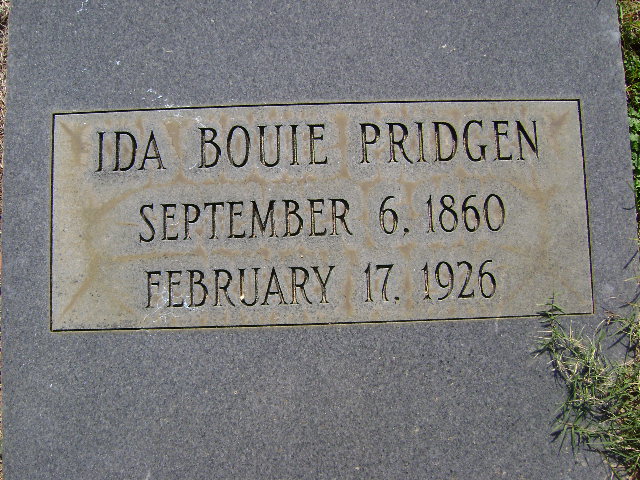 IDA BOUIE PRIDGEN
SEPTEMBER 6, 1860
FEBRUARY 17, 1926